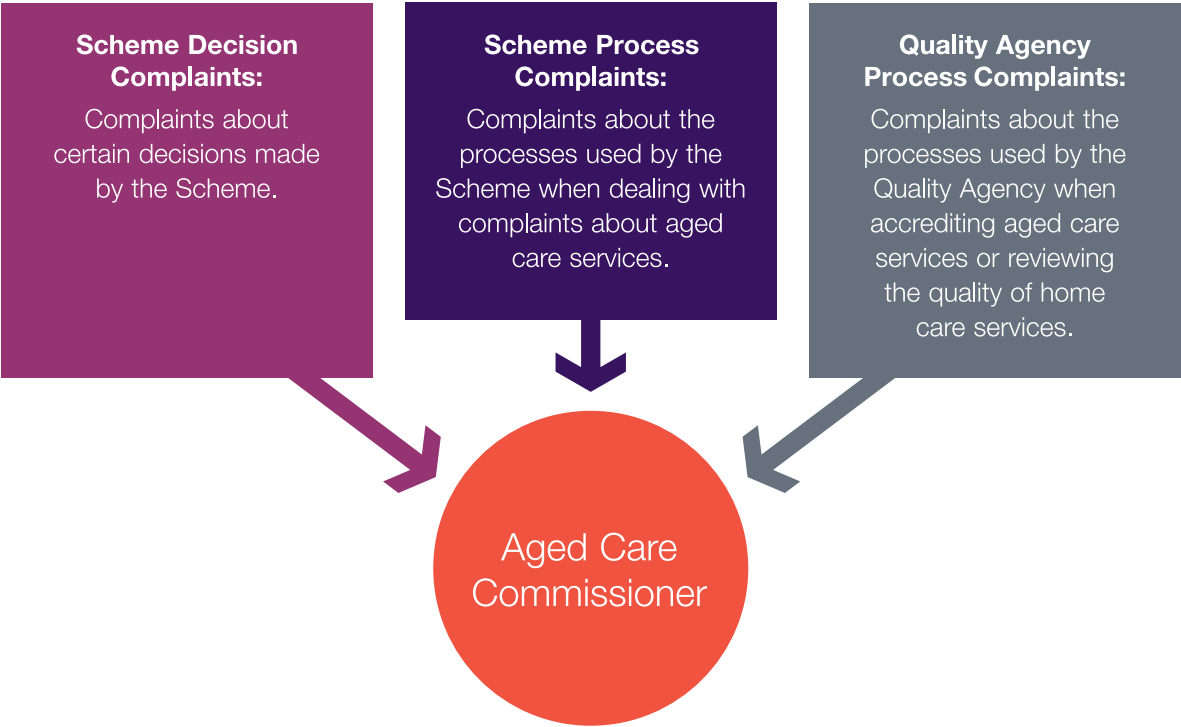 Scheme Decision
Complaints:
Complaints about
certain decisions made
by the Scheme.
Scheme Process
Complaints:
Complaints about the
processes used by the
Scheme when dealing with
complaints about aged
care services.
Quality Agency
Process Complaints:
Complaints about the
processes used by the
Quality Agency when
accrediting aged care
services or reviewing
the quality of home
care services.
Aged Care
Commissioner